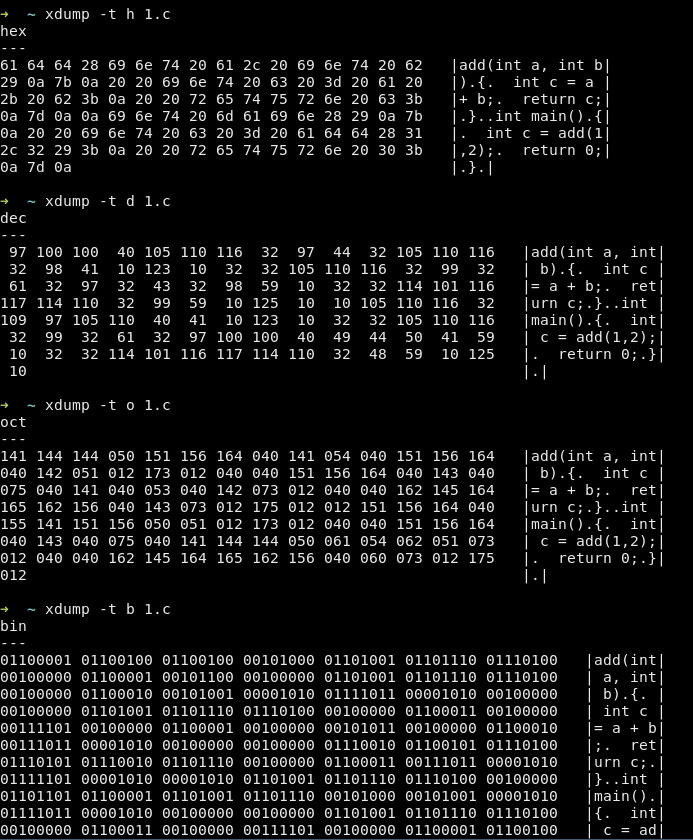 ➜  ~ xdump -t h 1.c
hex
---
61 64 64 28 69 6e 74 20 61 2c 20 69 6e 74 20 62   |add(int a, int b|
29 0a 7b 0a 20 20 69 6e 74 20 63 20 3d 20 61 20   |).{.  int c = a |
2b 20 62 3b 0a 20 20 72 65 74 75 72 6e 20 63 3b   |+ b;.  return c;|
0a 7d 0a 0a 69 6e 74 20 6d 61 69 6e 28 29 0a 7b   |.}..int main().{|
0a 20 20 69 6e 74 20 63 20 3d 20 61 64 64 28 31   |.  int c = add(1|
2c 32 29 3b 0a 20 20 72 65 74 75 72 6e 20 30 3b   |,2);.  return 0;|
0a 7d 0a                                          |.}.|
➜  ~ xdump -t d 1.c
dec
---
 97 100 100  40 105 110 116  32  97  44  32 105 110 116   |add(int a, int|
 32  98  41  10 123  10  32  32 105 110 116  32  99  32   | b).{.  int c |
 61  32  97  32  43  32  98  59  10  32  32 114 101 116   |= a + b;.  ret|
117 114 110  32  99  59  10 125  10  10 105 110 116  32   |urn c;.}..int |
109  97 105 110  40  41  10 123  10  32  32 105 110 116   |main().{.  int|
 32  99  32  61  32  97 100 100  40  49  44  50  41  59   | c = add(1,2);|
 10  32  32 114 101 116 117 114 110  32  48  59  10 125   |.  return 0;.}|
 10                                                       |.|
➜  ~ xdump -t o 1.c
oct
---
141 144 144 050 151 156 164 040 141 054 040 151 156 164   |add(int a, int|
040 142 051 012 173 012 040 040 151 156 164 040 143 040   | b).{.  int c |
075 040 141 040 053 040 142 073 012 040 040 162 145 164   |= a + b;.  ret|
165 162 156 040 143 073 012 175 012 012 151 156 164 040   |urn c;.}..int |
155 141 151 156 050 051 012 173 012 040 040 151 156 164   |main().{.  int|
040 143 040 075 040 141 144 144 050 061 054 062 051 073   | c = add(1,2);|
012 040 040 162 145 164 165 162 156 040 060 073 012 175   |.  return 0;.}|
012                                                       |.|
➜  ~ xdump -t b 1.c
bin
---
01100001 01100100 01100100 00101000 01101001 01101110 01110100   |add(int|
00100000 01100001 00101100 00100000 01101001 01101110 01110100   | a, int|
00100000 01100010 00101001 00001010 01111011 00001010 00100000   | b).{. |
00100000 01101001 01101110 01110100 00100000 01100011 00100000   | int c |
00111101 00100000 01100001 00100000 00101011 00100000 01100010   |= a + b|
00111011 00001010 00100000 00100000 01110010 01100101 01110100   |;.  ret|
01110101 01110010 01101110 00100000 01100011 00111011 00001010   |urn c;.|
01111101 00001010 00001010 01101001 01101110 01110100 00100000   |}..int |
01101101 01100001 01101001 01101110 00101000 00101001 00001010   |main().|
01111011 00001010 00100000 00100000 01101001 01101110 01110100   |{.  int|
00100000 01100011 00100000 00111101 00100000 01100001 01100100   | c = ad|